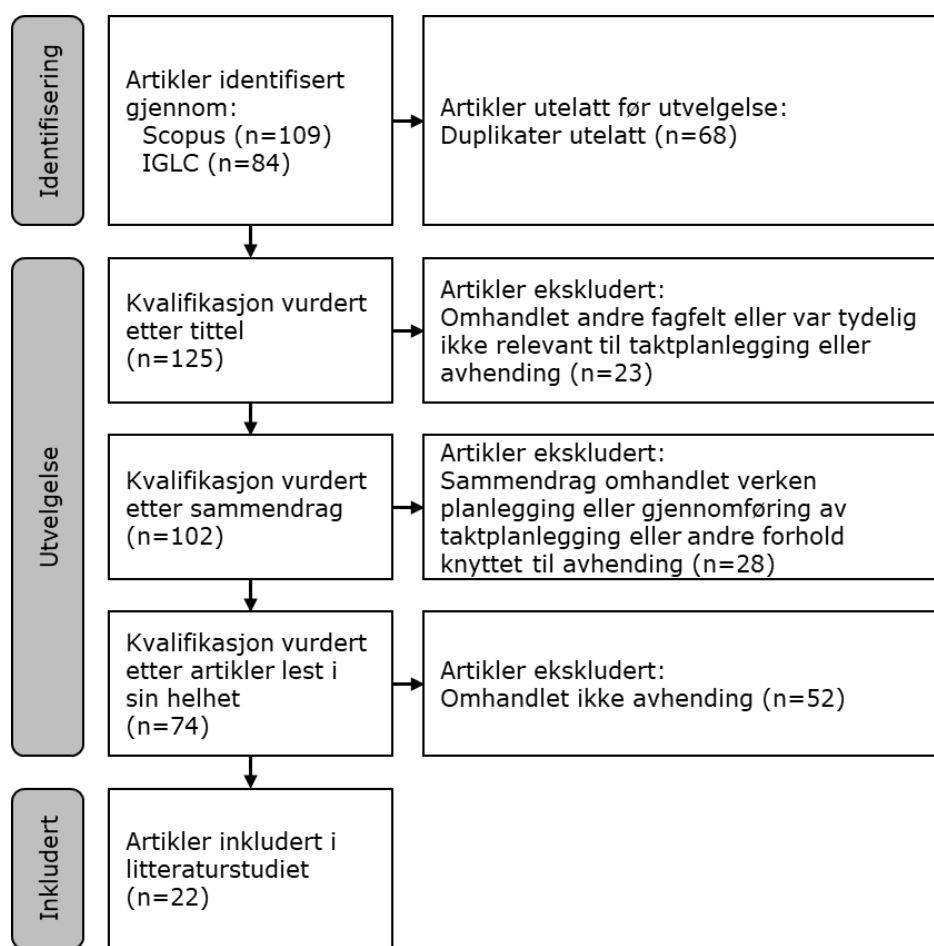 Identifisering
Artikler identifisert
gjennom:
Scopus (n=109)
IGLC (n=84)
Artikler utelatt før utvelgelse:
Duplikater utelatt (n=68)
Utvelgelse
Kvalifikasjon vurdert
etter tittel
(n=125)
Artikler ekskludert:
Omhandlet andre fagfelt eller var tydelig
ikke relevant til taktplanlegging eller
avhending (n=23)
Kvalifikasjon vurdert
etter sammendrag
(n=102)
Artikler ekskludert:
Sammendrag omhandlet verken
planlegging eller gjennomføring av
taktplanlegging eller andre forhold
knyttet til avhending (n=28)
Kvalifikasjon vurdert
etter artikler lest i
sin helhet
(n=74)
Artikler ekskludert:
Omhandlet ikke avhending (n=52)
Inkludert
Artikler inkludert i
litteraturstudiet
(n=22)